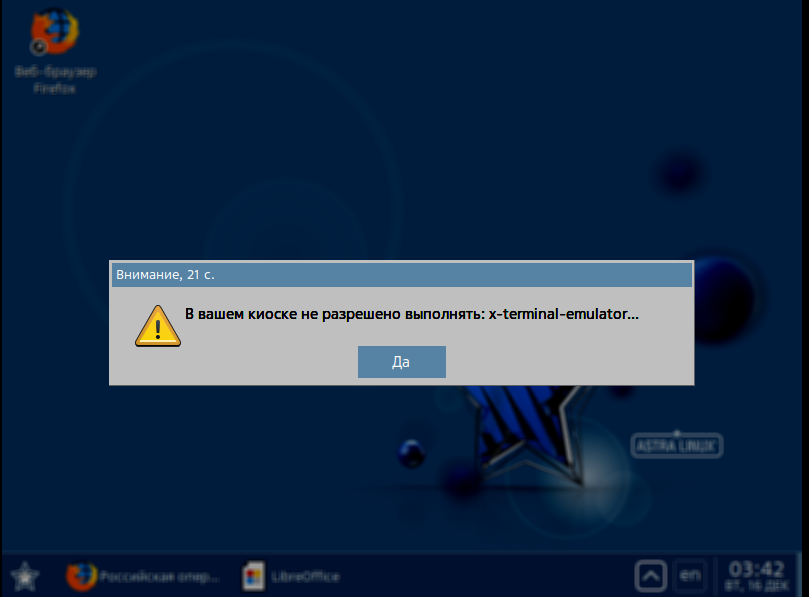 Веб-браузер
Firefox
Внимание, 21 с.
В вашем киоске не разрешено выполнять: x-terminal-emulator...
Да
ASTRA LINUX
Российская опер...
LibreOffice
en
03:42
ВТ, 16 ДЕК